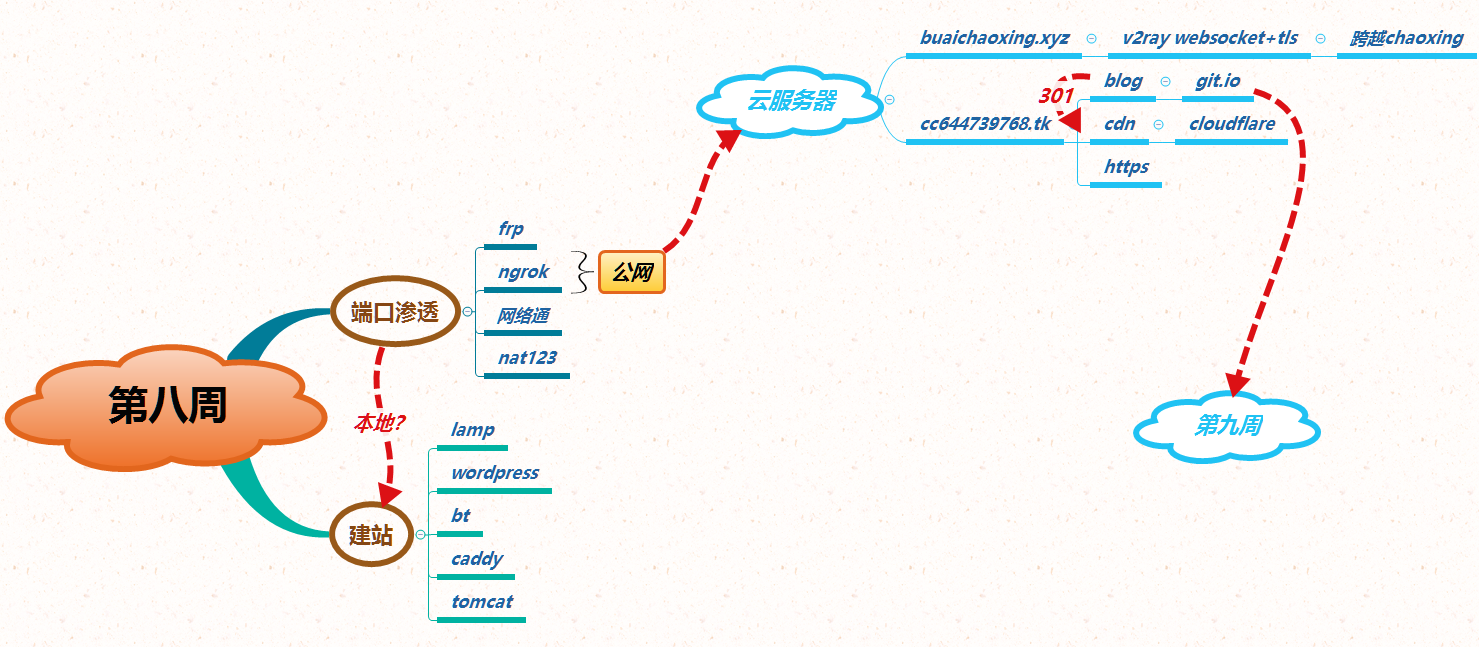 第八周
端口渗透
frp
ngrok
网络通
nat123
公网
本地?
建站
lamp
wordpress
bt
caddy
tomcat
云服务器
buaichaoxing.xyz
v2ray websocket+tls
跨越chaoxing
cc644739768.tk
301
blog
git.io
cdn
cloudflare
https
第九周